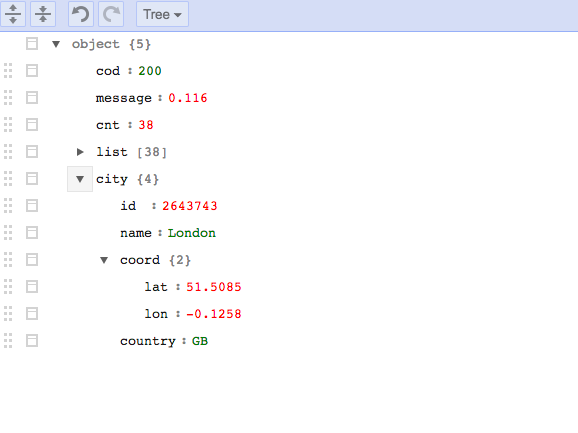 Tree
object {5}
cod : 200
message : 0.116
cnt : 38
list [38]
city {4}
id : 2643743
name : London
coord {2}
lat : 51.5085
lon : -0.1258
country : GB